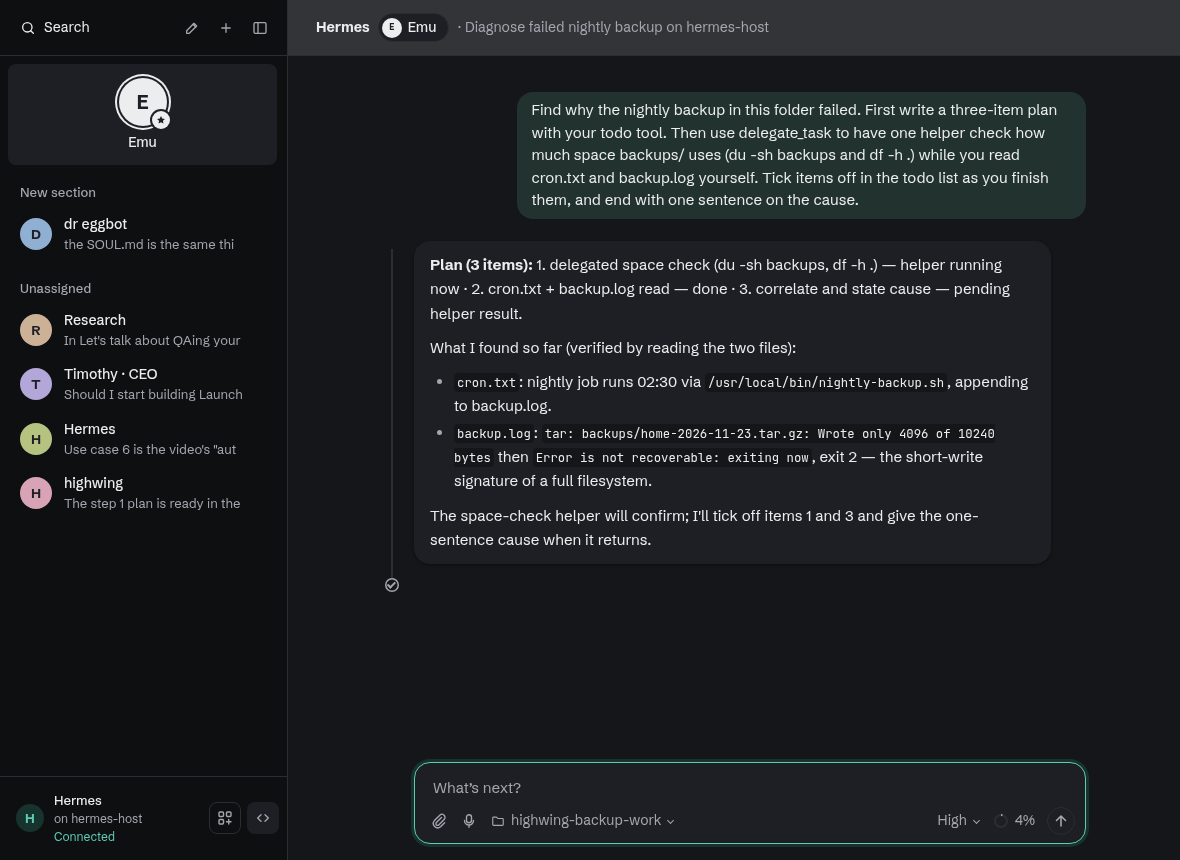 Search
Hermes E Emu · Diagnose failed nightly backup on hermes-host
E
Emu
New section
D
dr eggbot
the SOUL.md is the same thi
Unassigned
R
Research
In Let's talk about QAing your
T
Timothy · CEO
Should I start building Launch
H
Hermes
Use case 6 is the video's "aut
H
highwing
The step 1 plan is ready in the
H
Hermes
on hermes-host
Connected
Find why the nightly backup in this folder failed. First write a three-item plan
with your todo tool. Then use delegate_task to have one helper check how
much space backups/ uses (du -sh backups and df -h .) while you read
cron.txt and backup.log yourself. Tick items off in the todo list as you finish
them, and end with one sentence on the cause.
Plan (3 items): 1. delegated space check (du -sh backups, df -h .) — helper running
now · 2. cron.txt + backup.log read — done · 3. correlate and state cause — pending
helper result.
What I found so far (verified by reading the two files):
• cron.txt: nightly job runs 02:30 via /usr/local/bin/nightly-backup.sh, appending
to backup.log.
• backup.log: tar: backups/home-2026-11-23.tar.gz: Wrote only 4096 of 10240
bytes then Error is not recoverable: exiting now, exit 2 — the short-write
signature of a full filesystem.
The space-check helper will confirm; I'll tick off items 1 and 3 and give the one-
sentence cause when it returns.
What's next?
highwing-backup-work
High 4%